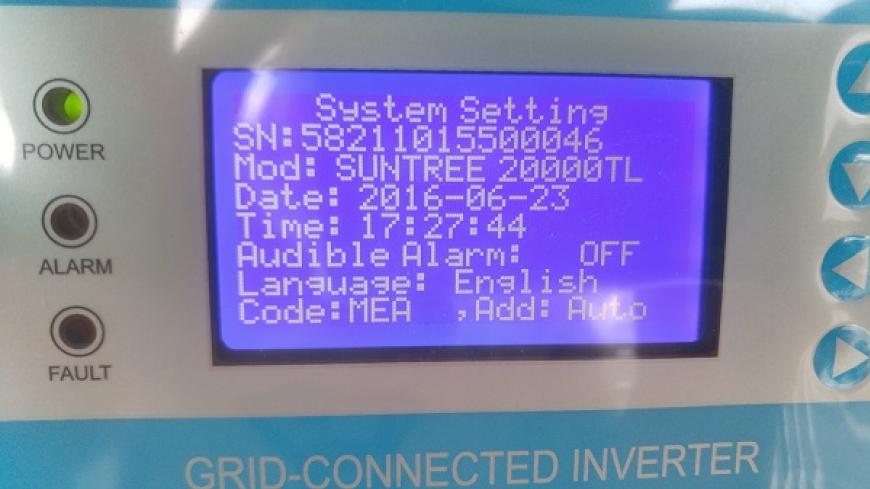 POWER
ALARM
FAULT
System Setting
SN:58211015500046
Mod: SUNTREE 20000TL
Date: 2016-06-23
Time: 17:27:44
Audible Alarm: OFF
Language: English
Code:MEA ,Add: Auto
GRID-CONNECTED INVERTER